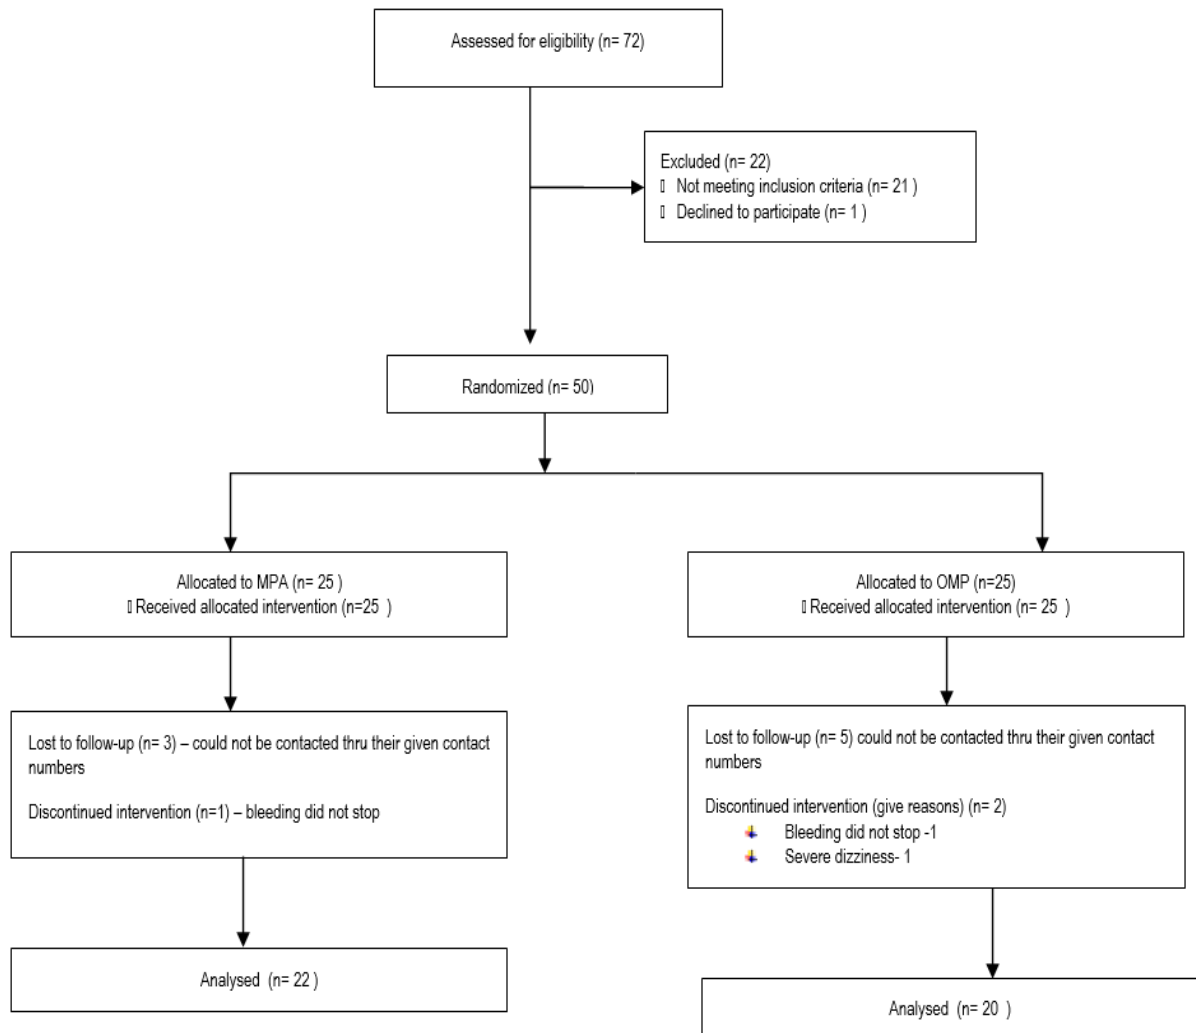 Assessed for eligibility (n= 72)
Excluded (n= 22)
▯ Not meeting inclusion criteria (n= 21 )
▯ Declined to participate (n= 1 )
Randomized (n= 50)
Allocated to MPA (n= 25 )
▯ Received allocated intervention (n=25 )
Allocated to OMP (n=25)
▯ Received allocated intervention (n= 25 )
Lost to follow-up (n= 3) – could not be contacted thru their given contact
numbers
Discontinued intervention (n=1) – bleeding did not stop
Lost to follow-up (n= 5) could not be contacted thru their given contact
numbers
Discontinued intervention (give reasons) (n= 2)
Bleeding did not stop -1
Severe dizziness- 1
Analysed (n= 22 )
Analysed (n= 20 )